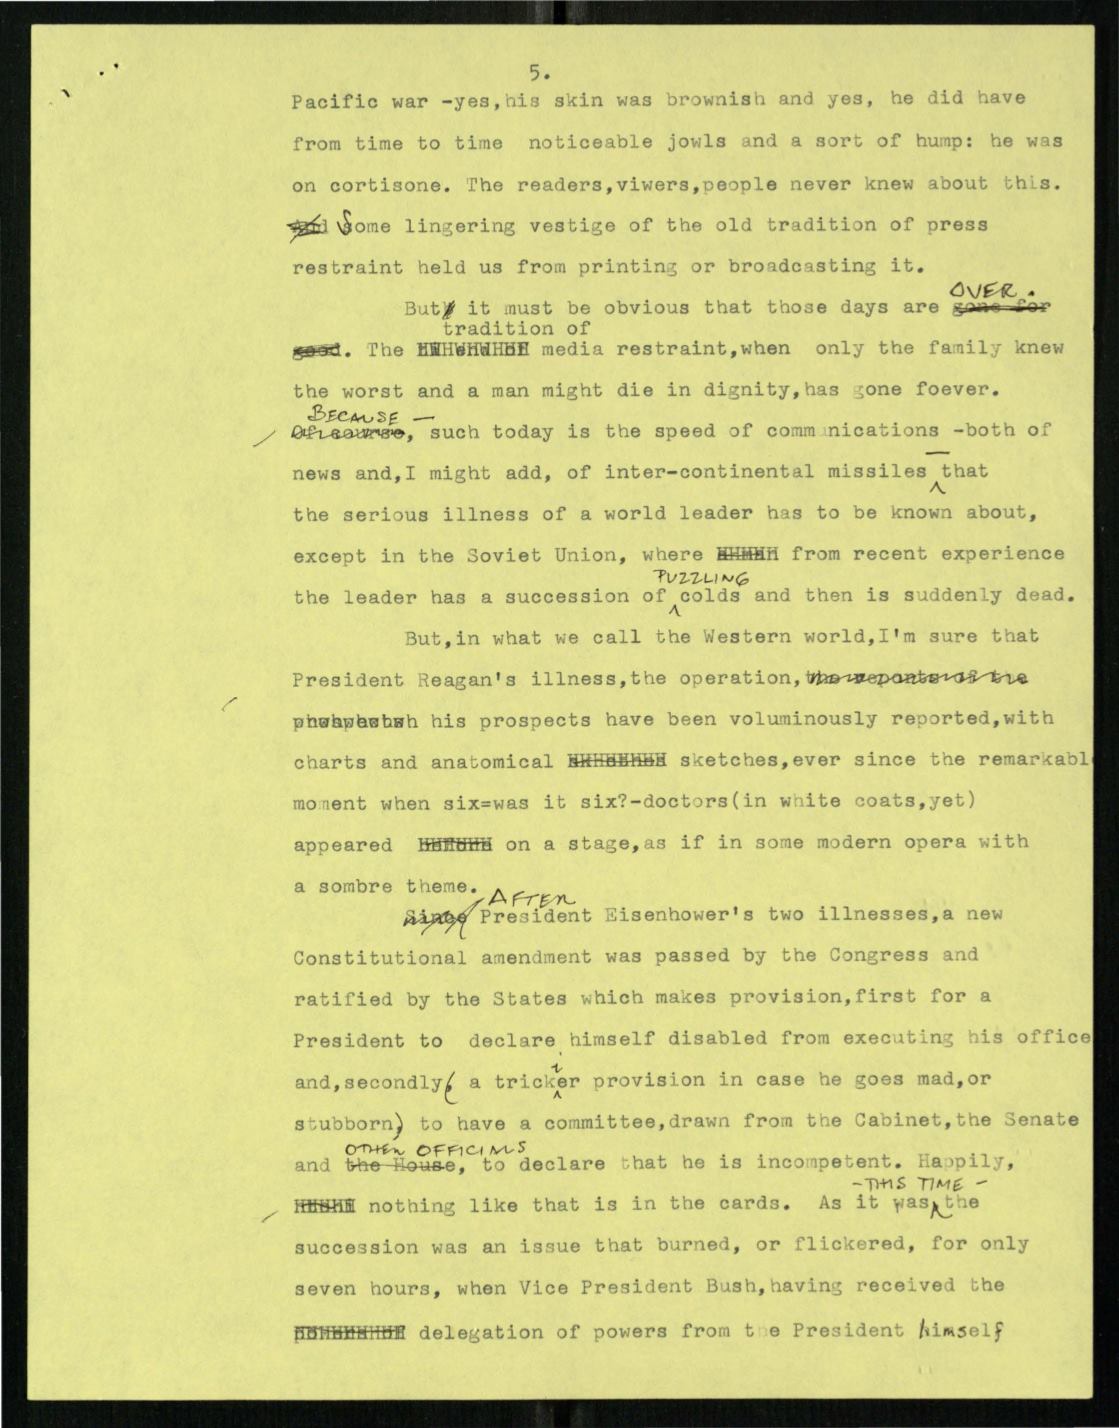 5.
Pacific war -yes,his skin was brownish and yes, he did have
from time to time noticeable jowls and a sort of hump: he was
on cortisone. The readers,viwers,people never knew about this.
And Some lingering vestige of the old tradition of press
restraint held us from printing or broadcasting it.
OVER.
But it must be obvious that those days are gone for
tradition of
good. The media restraint,when only the family knew
the worst and a man might die in dignity,has gone foever.
BECAUSE —
Of course, such today is the speed of communications -both of
news and,I might add, of inter-continental missiles — that
the serious illness of a world leader has to be known about,
except in the Soviet Union, where from recent experience
PUZZLING
the leader has a succession of colds and then is suddenly dead.
But,in what we call the Western world,I'm sure that
President Reagan's illness,the operation,the reports of the
his prospects have been voluminously reported,with
charts and anatomical sketches,ever since the remarkabl
moment when six=was it six?-doctors(in white coats,yet)
appeared on a stage,as if in some modern opera with
a sombre theme.
AFTER
Since President Eisenhower's two illnesses,a new
Constitutional amendment was passed by the Congress and
ratified by the States which makes provision,first for a
President to declare himself disabled from executing his office
i
and,secondly( a tricker provision in case he goes mad,or
stubborn) to have a committee,drawn from the Cabinet,the Senate
OTHER OFFICIALS
and the House, to declare that he is incompetent. Happily,
-THIS TIME -
nothing like that is in the cards. As it was the
succession was an issue that burned, or flickered, for only
seven hours, when Vice President Bush,having received the
delegation of powers from the President himself